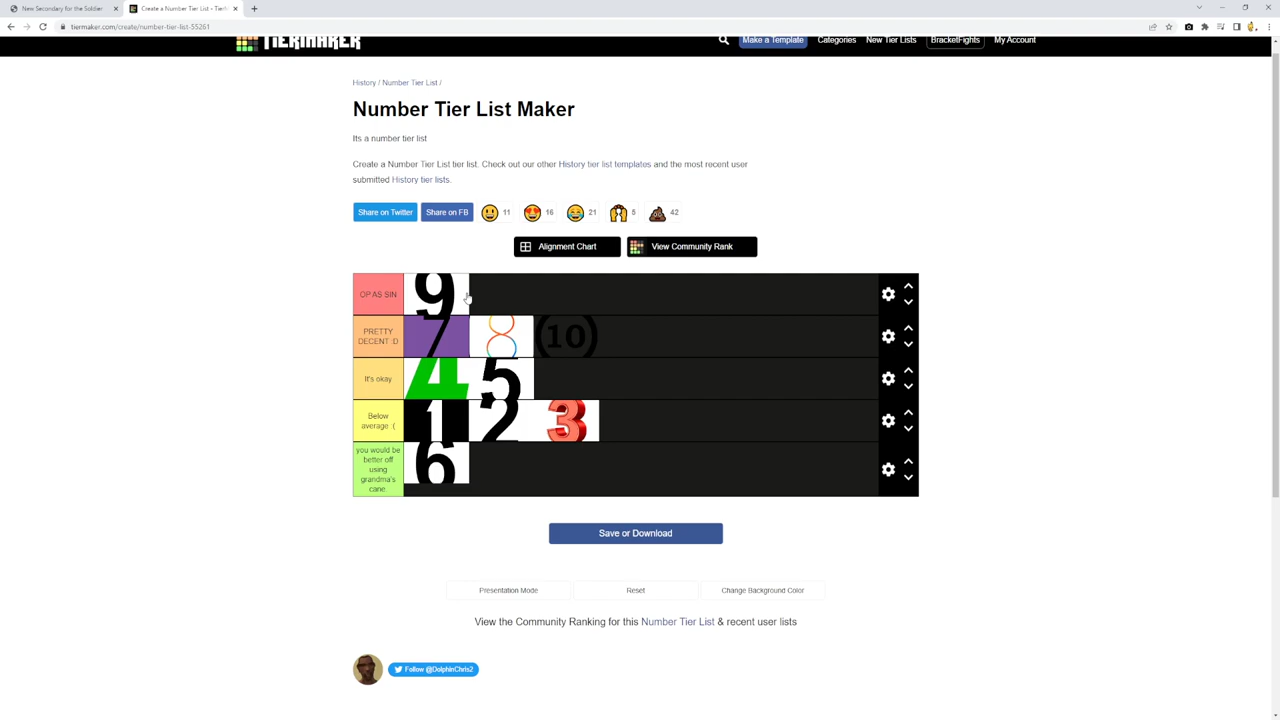 New Secondary for the Soldier
Create a Number Tier List - Tier
tiermaker.com/create/number-tier-list-55261
TIERMAKER
Make a Template
Categories
New Tier Lists
BracketFights
My Account
History / Number Tier List /
Number Tier List Maker
Its a number tier list
Create a Number Tier List tier list. Check out our other History tier list templates and the most recent user
submitted History tier lists.
Share on Twitter
Share on FB
11
16
21
5
42
Alignment Chart
View Community Rank
OP AS SIN
9
PRETTY
DECENT :D
7
8
(10)
It's okay
4
5
Below
average :(
1
2
3
you would be
better off
using
grandma's
cane.
6
Save or Download
Presentation Mode
Reset
Change Background Color
View the Community Ranking for this Number Tier List & recent user lists
Follow @DolphinChris2